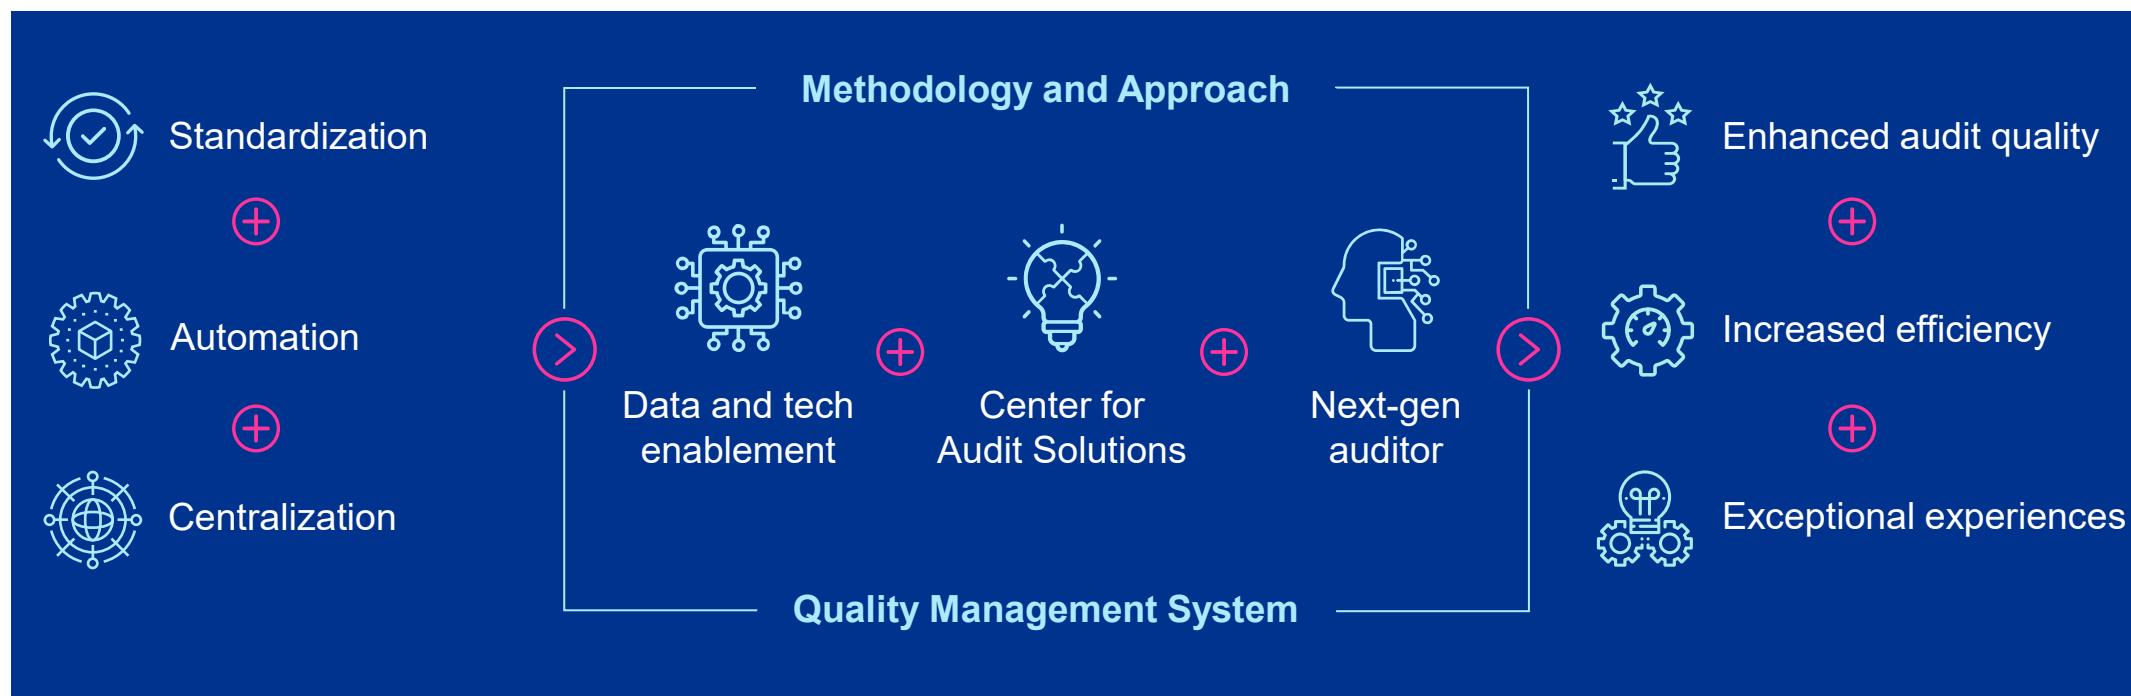 Standardization
Automation
Centralization
Methodology and Approach
Data and tech
enablement
Center for
Audit Solutions
Next-gen
auditor
Quality Management System
Enhanced audit quality
Increased efficiency
Exceptional experiences